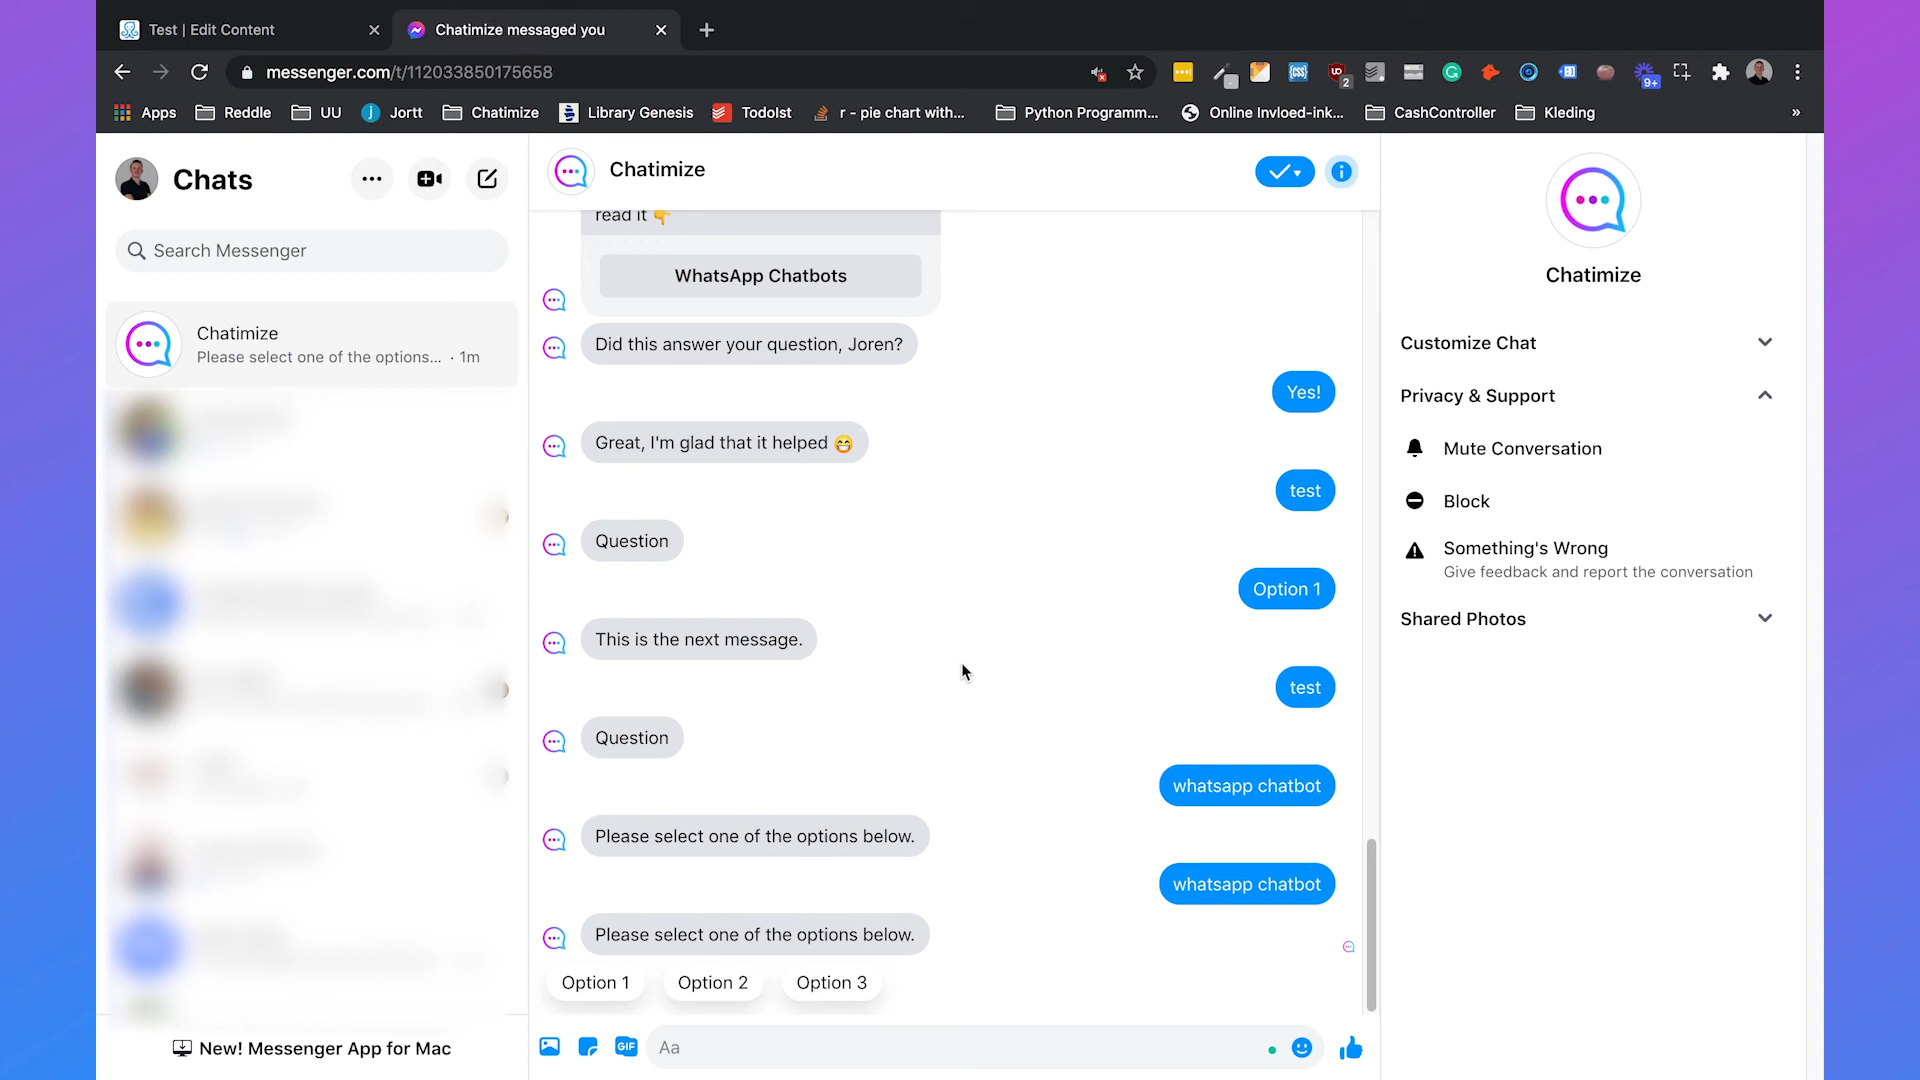 Test | Edit Content
Chatimize messaged you
messenger.com/t/112033850175658
2
9+
Apps
Reddle
UU
Jortt
Chatimize
Library Genesis
TodoIst
r - pie chart with...
Python Programm...
Online Invloed-ink...
CashController
Kleding
»
Chats
Search Messenger
Chatimize
Please select one of the options... · 1m
New! Messenger App for Mac
Chatimize
read it 👇
WhatsApp Chatbots
Did this answer your question, Joren?
Yes!
Great, I'm glad that it helped 😁
test
Question
Option 1
This is the next message.
test
Question
whatsapp chatbot
Please select one of the options below.
whatsapp chatbot
Please select one of the options below.
Option 1
Option 2
Option 3
GIF
Aa
Chatimize
Customize Chat
Privacy & Support
Mute Conversation
Block
Something's Wrong
Give feedback and report the conversation
Shared Photos